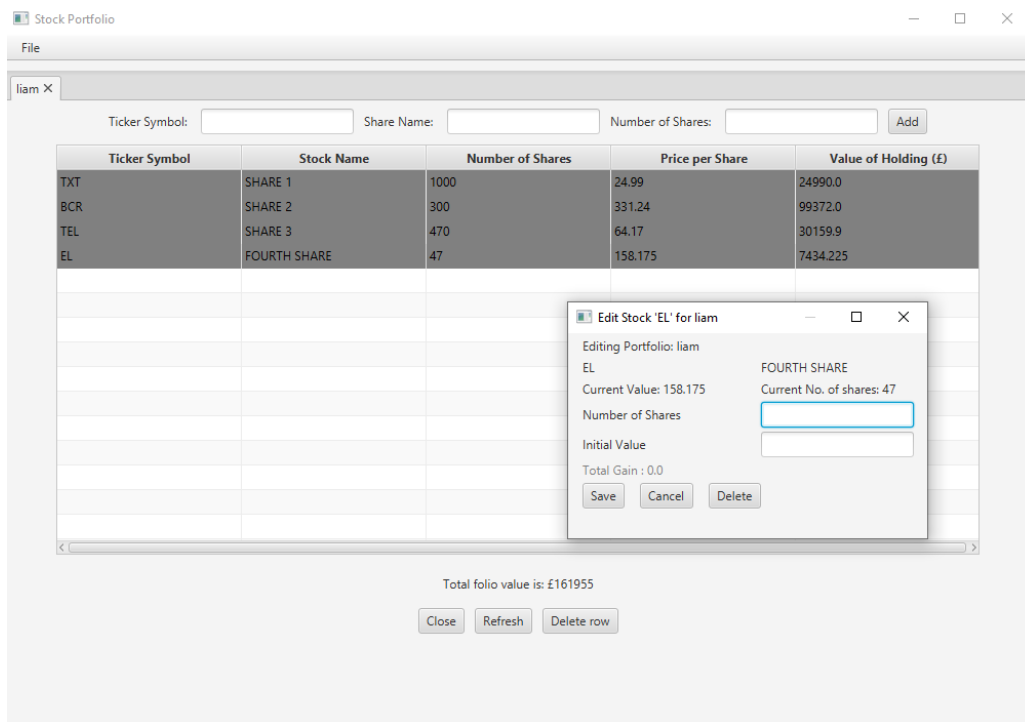 Stock Portfolio
File
liam
Ticker Symbol: Share Name: Number of Shares: Add
Ticker Symbol Stock Name Number of Shares Price per Share Value of Holding (£)
TXT SHARE 1 1000 24.99 24990.0
BCR SHARE 2 300 331.24 99372.0
TEL SHARE 3 470 64.17 30159.9
EL FOURTH SHARE 47 158.175 7434.225
Edit Stock 'EL' for liam
Editing Portfolio: liam
EL FOURTH SHARE
Current Value: 158.175 Current No. of shares: 47
Number of Shares
Initial Value
Total Gain : 0.0
Save Cancel Delete
Total folio value is: £161955
Close Refresh Delete row